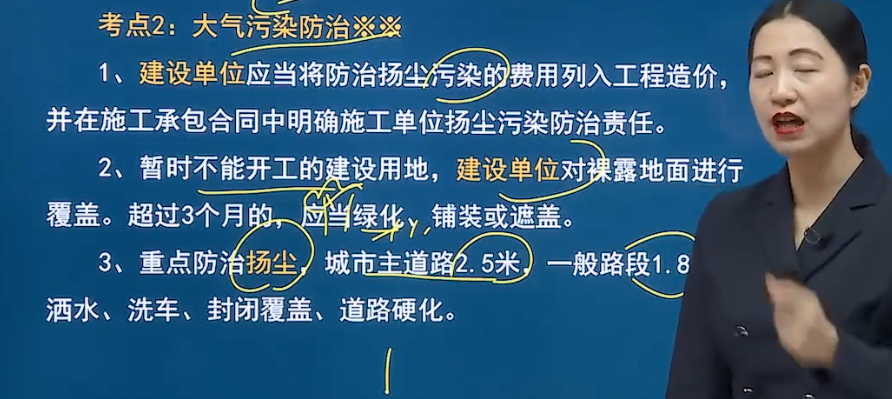 考点2：大气污染防治※※
1、建设单位应当将防治扬尘污染的费用列入工程造价，
并在施工承包合同中明确施工单位扬尘污染防治责任。
2、暂时不能开工的建设用地，建设单位对裸露地面进行
覆盖。超过3个月的，应当绿化，铺装或遮盖。
3、重点防治扬尘，城市主道路2.5米，一般路段1.8
洒水、洗车、封闭覆盖、道路硬化。